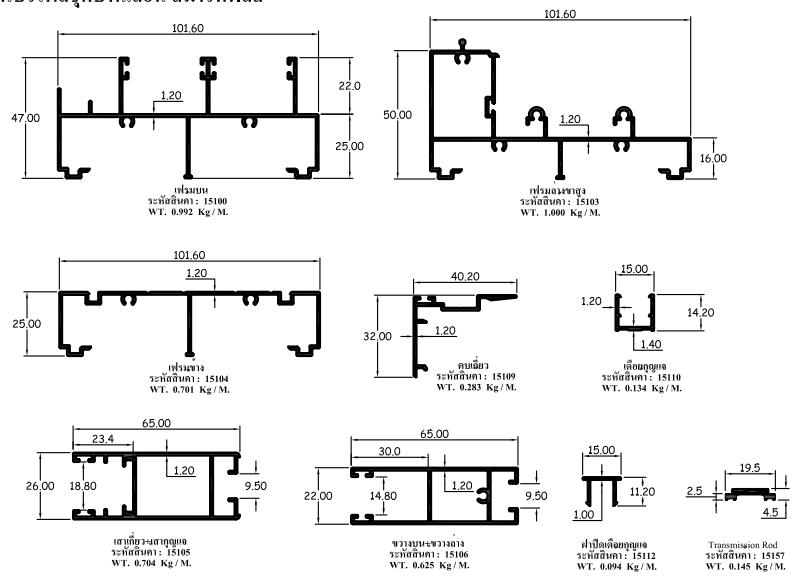 101.60
47.00
1.20
22.0
25.00
เฟรมบน
ระหัสสินคา : 15100
WT. 0.992 Kg / M.
101.60
50.00
1.20
16.00
เฟรมลางขาสูง
ระหัสสินคา : 15103
WT. 1.000 Kg / M.
101.60
1.20
25.00
เฟรมข้าง
ระหัสสินคา : 15104
WT. 0.701 Kg / M.
40.20
32.00
1.20
ตบเฉี่ยว
ระหัสสินคา : 15109
WT. 0.283 Kg / M.
15.00
1.20
14.20
1.40
เดือยกุญแจ
ระหัสสินคา : 15110
WT. 0.134 Kg / M.
65.00
23.4
26.00
18.80
1.20
9.50
เสาเกี่ยว-เสากุญแจ
ระหัสสินคา : 15105
WT. 0.704 Kg / M.
65.00
30.0
22.00
14.80
1.20
9.50
ขวางบน-ขวางล่าง
ระหัสสินคา : 15106
WT. 0.625 Kg / M.
15.00
11.20
1.00
ฝาปิดเดือยกุญแจ
ระหัสสินคา : 15112
WT. 0.094 Kg / M.
19.5
2.5
4.5
Transmission Rod
ระหัสสินคา : 15157
WT. 0.145 Kg / M.